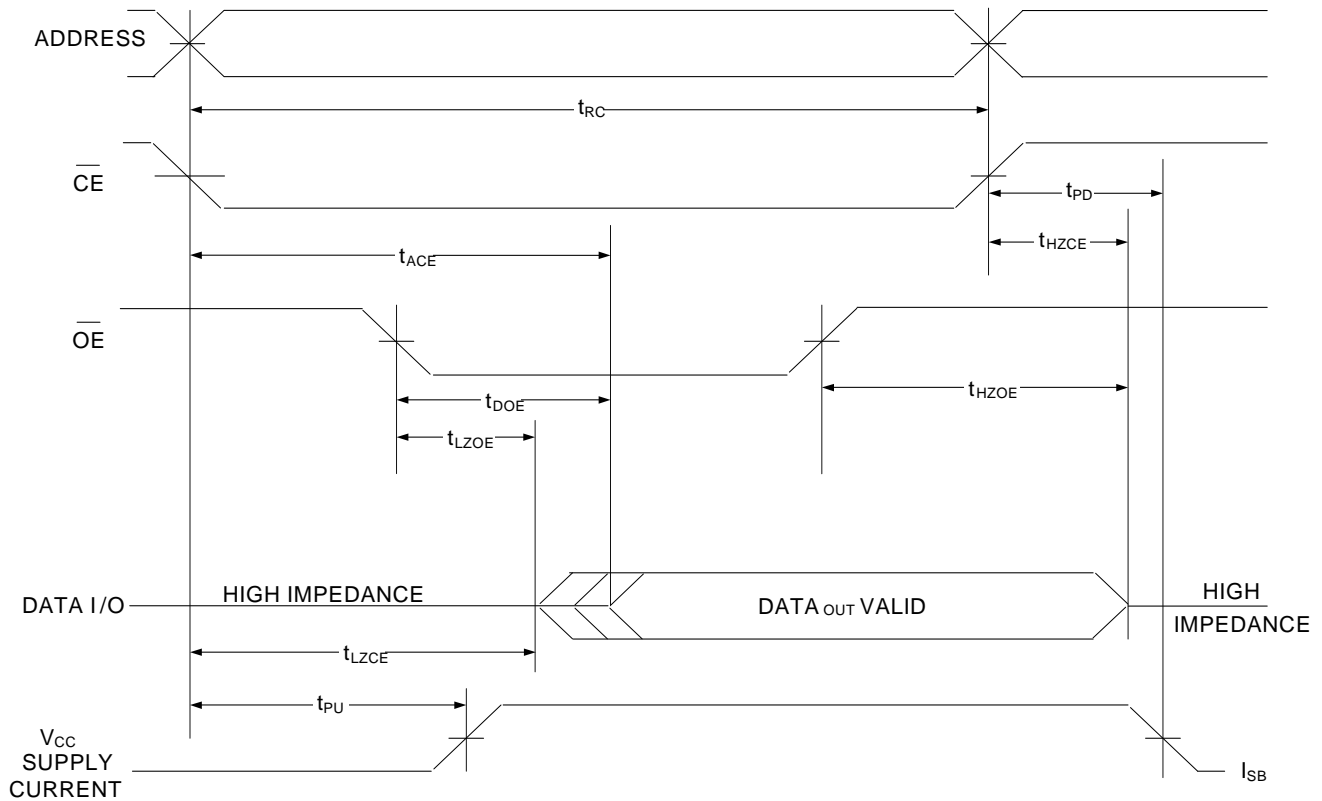 ADDRESS
tRC
CE
tPD
tHZCE
tACE
OE
tHZOE
tDOE
tLZOE
DATA I/O
HIGH IMPEDANCE
DATA OUT VALID
HIGH
IMPEDANCE
tLZCE
tPU
VCC
SUPPLY
CURRENT
ISB